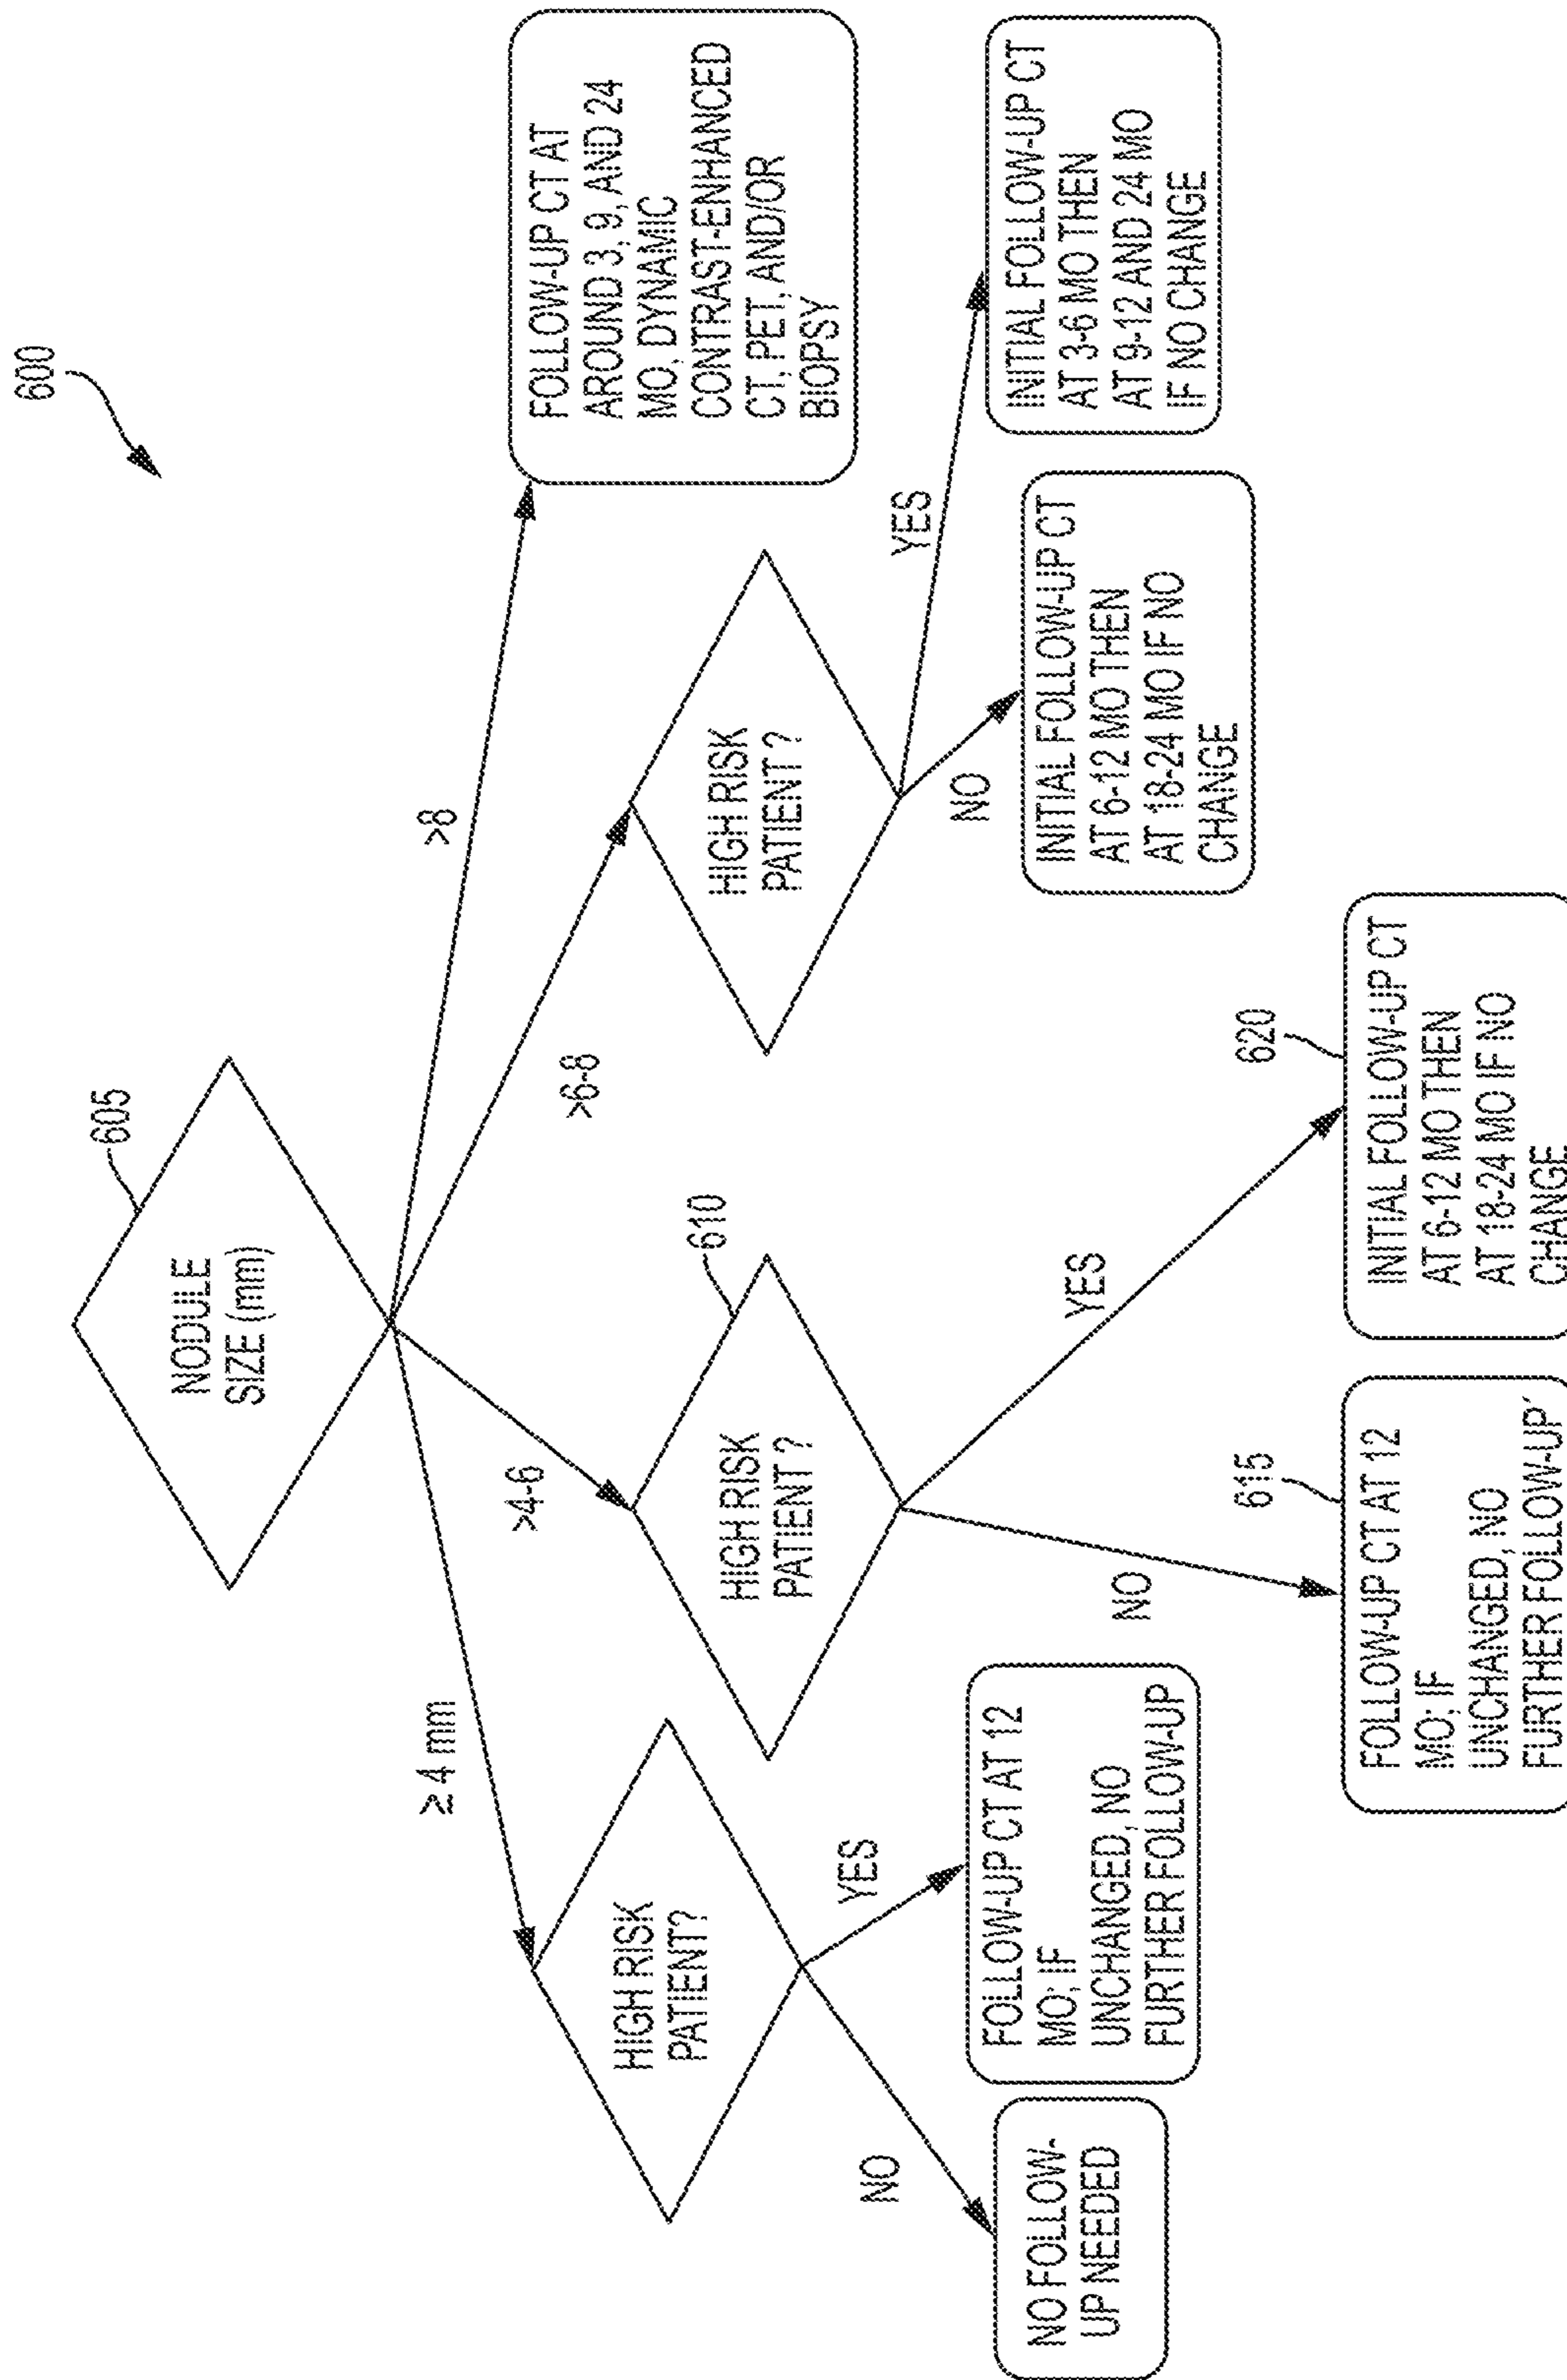 600
NODULE
SIZE (mm)
605
≥ 4 mm
>4-6
>6-8
>8
HIGH RISK
PATIENT?
NO
YES
NO FOLLOW-
UP NEEDED
FOLLOW-UP CT AT 12
MO; IF
UNCHANGED, NO
FURTHER FOLLOW-UP
HIGH RISK
PATIENT ?
610
NO
YES
615
FOLLOW-UP CT AT 12
MO; IF
UNCHANGED, NO
FURTHER FOLLOW-UP'
620
INITIAL FOLLOW-UP CT
AT 6-12 MO THEN
AT 18-24 MO IF NO
CHANGE
HIGH RISK
PATIENT ?
NO
YES
INITIAL FOLLOW-UP CT
AT 6-12 MO THEN
AT 18-24 MO IF NO
CHANGE
INITIAL FOLLOW-UP CT
AT 3-6 MO THEN
AT 9-12 AND 24 MO
IF NO CHANGE
FOLLOW-UP CT AT
AROUND 3, 9, AND 24
MO, DYNAMIC
CONTRAST-ENHANCED
CT, PET, AND/OR
BIOPSY